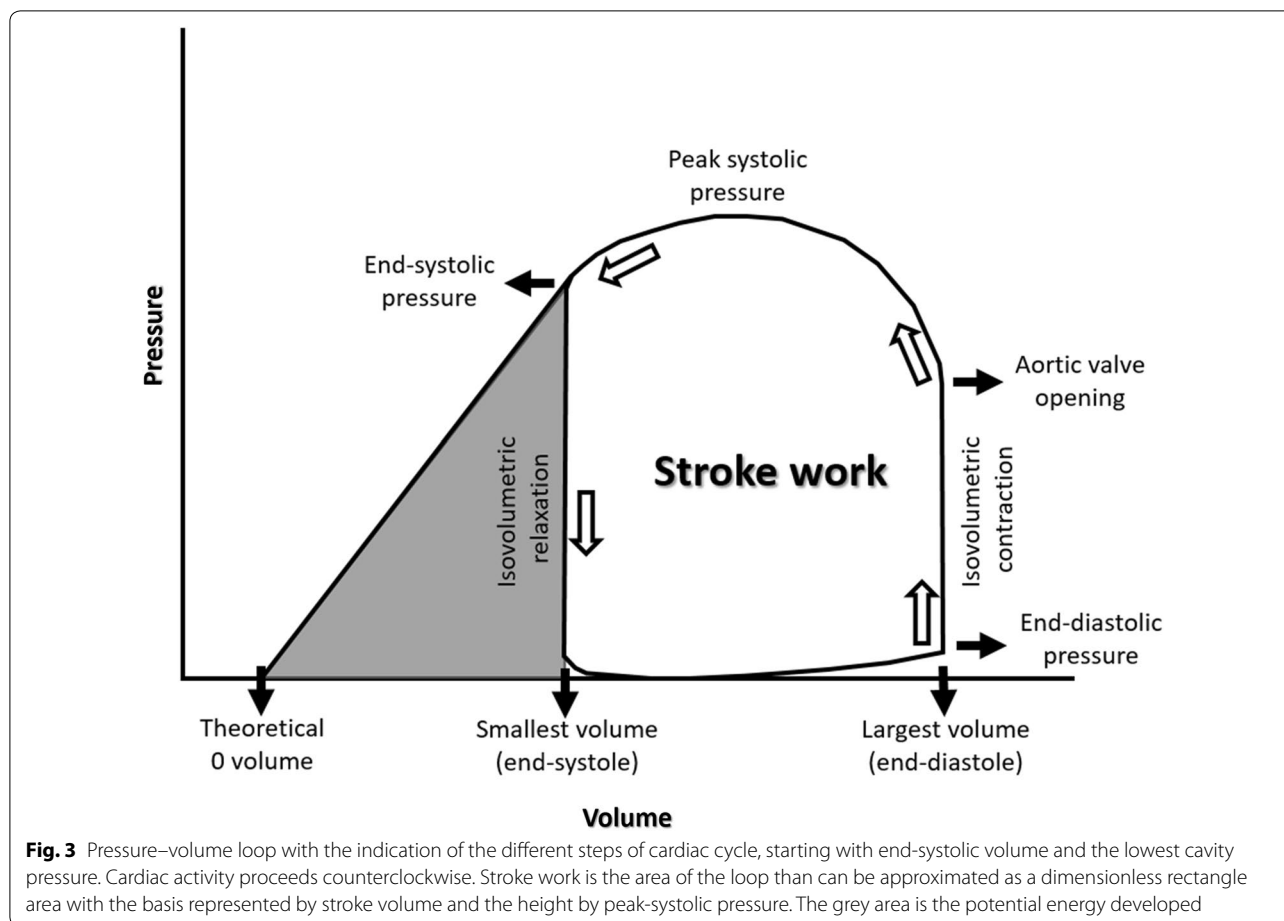 Peak systolic
pressure
End-systolic
pressure
Pressure
Aortic valve
opening
Isovolumetric
relaxation
Stroke work
Isovolumetric
contraction
End-diastolic
pressure
Theoretical
0 volume
Smallest volume
(end-systole)
Largest volume
(end-diastole)
Volume
Fig. 3 Pressure–volume loop with the indication of the different steps of cardiac cycle, starting with end-systolic volume and the lowest cavity
pressure. Cardiac activity proceeds counterclockwise. Stroke work is the area of the loop than can be approximated as a dimensionless rectangle
area with the basis represented by stroke volume and the height by peak-systolic pressure. The grey area is the potential energy developed